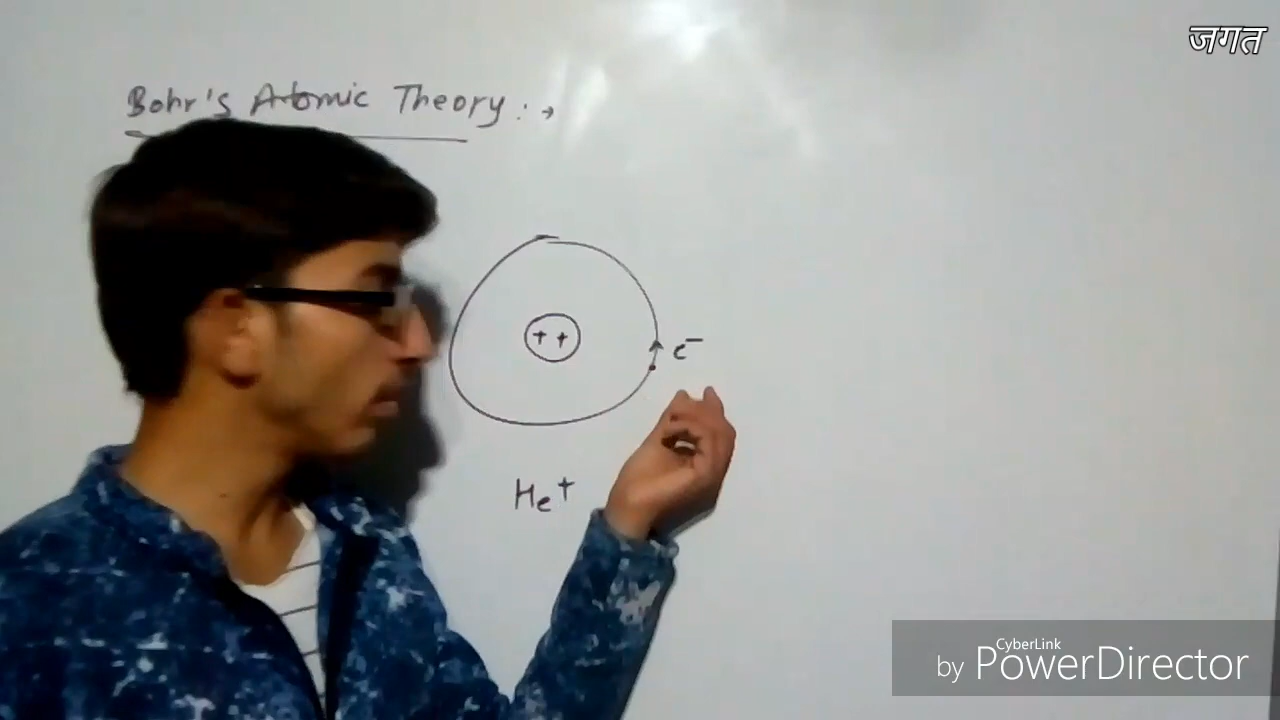 जगत
Bohr's Atomic Theory :→
+ +
e⁻
He⁺
CyberLink
by PowerDirector